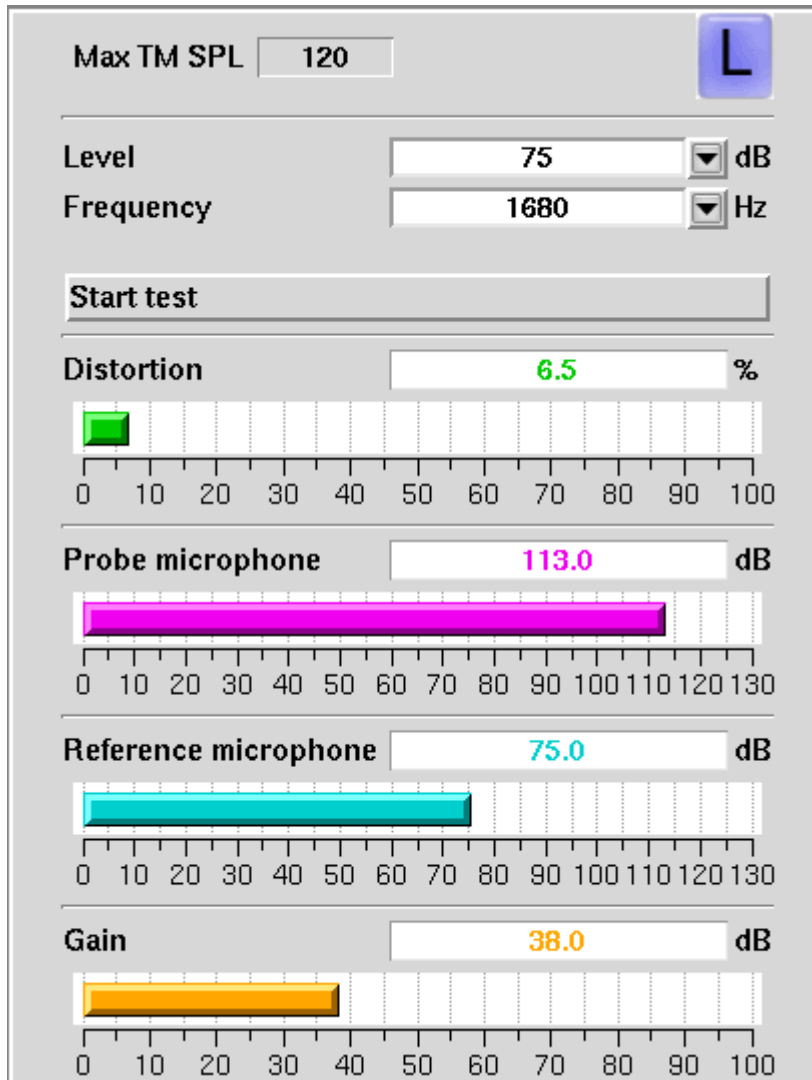 Max TM SPL 120 L
Level 75 dB
Frequency 1680 Hz
Start test
Distortion 6.5 %
0 10 20 30 40 50 60 70 80 90 100
Probe microphone 113.0 dB
0 10 20 30 40 50 60 70 80 90 100 110 120 130
Reference microphone 75.0 dB
0 10 20 30 40 50 60 70 80 90 100 110 120 130
Gain 38.0 dB
0 10 20 30 40 50 60 70 80 90 100